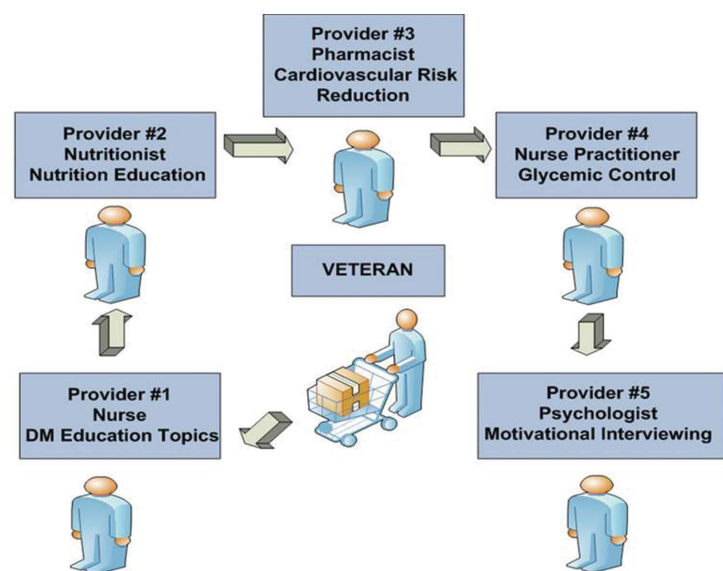 Provider #3
Pharmacist
Cardiovascular Risk
Reduction
Provider #2
Nutritionist
Nutrition Education
Provider #4
Nurse Practitioner
Glycemic Control
VETERAN
Provider #1
Nurse
DM Education Topics
Provider #5
Psychologist
Motivational Interviewing